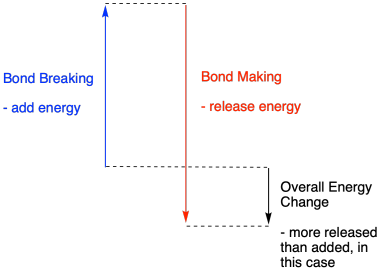 Bond Breaking
- add energy
Bond Making
- release energy
Overall Energy
Change
- more released
than added, in
this case